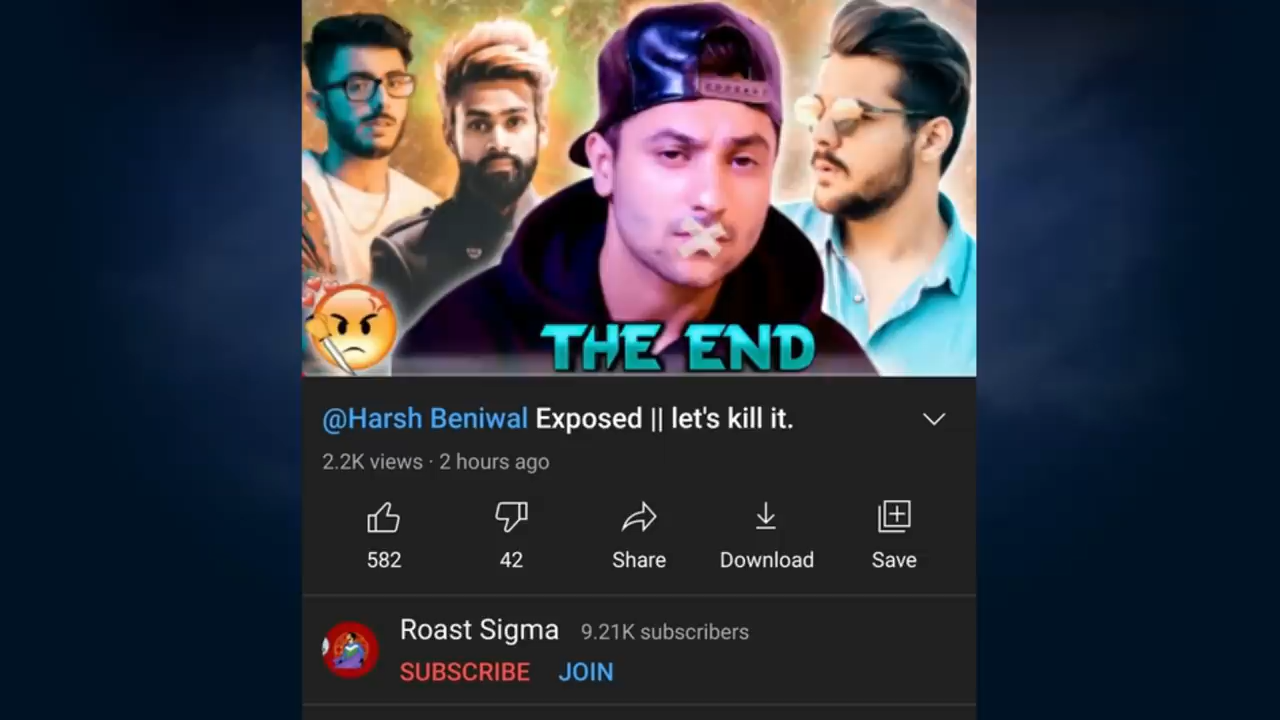 THE END
@Harsh Beniwal Exposed || let's kill it.
2.2K views · 2 hours ago
582 42 Share Download Save
Roast Sigma 9.21K subscribers
SUBSCRIBE JOIN